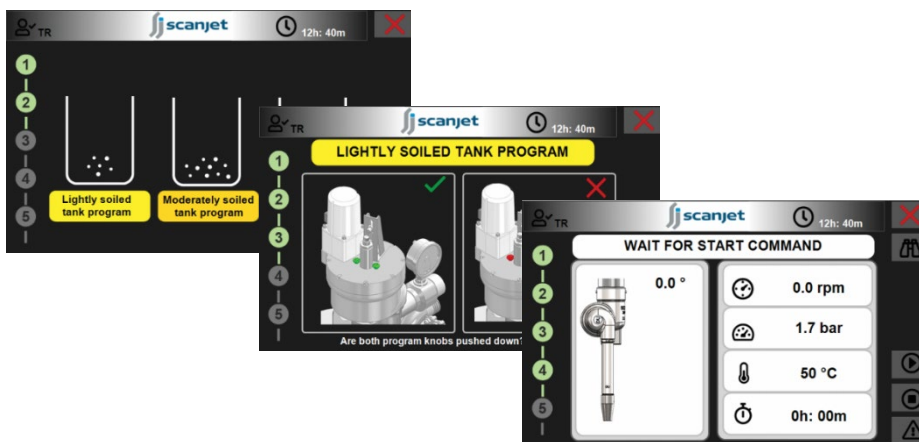 TR
scanjet
12h: 40m
1
2
3
4
5
Lightly soiled
tank program
Moderately soiled
tank program
TR
scanjet
12h: 40m
LIGHTLY SOILED TANK PROGRAM
1
2
3
4
5
Are both program knobs pushed down?
TR
scanjet
12h: 40m
WAIT FOR START COMMAND
1
2
3
4
5
0.0 °
0.0 rpm
1.7 bar
50 °C
0h: 00m